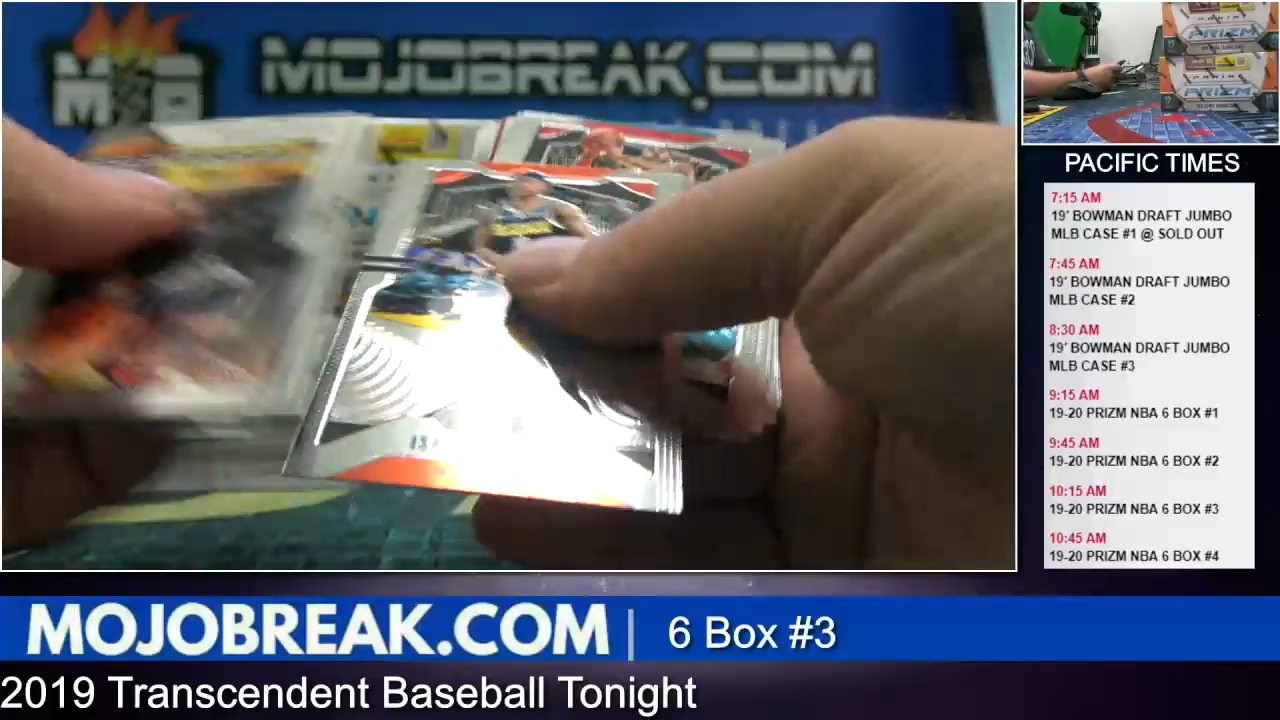 MOJOBREAK.COM
PRIZM
PRIZM
PACIFIC TIMES
7:15 AM
19' BOWMAN DRAFT JUMBO
MLB CASE #1 @ SOLD OUT
7:45 AM
19' BOWMAN DRAFT JUMBO
MLB CASE #2
8:30 AM
19' BOWMAN DRAFT JUMBO
MLB CASE #3
9:15 AM
19-20 PRIZM NBA 6 BOX #1
9:45 AM
19-20 PRIZM NBA 6 BOX #2
10:15 AM
19-20 PRIZM NBA 6 BOX #3
10:45 AM
19-20 PRIZM NBA 6 BOX #4
MOJOBREAK.COM | 6 Box #3
2019 Transcendent Baseball Tonight